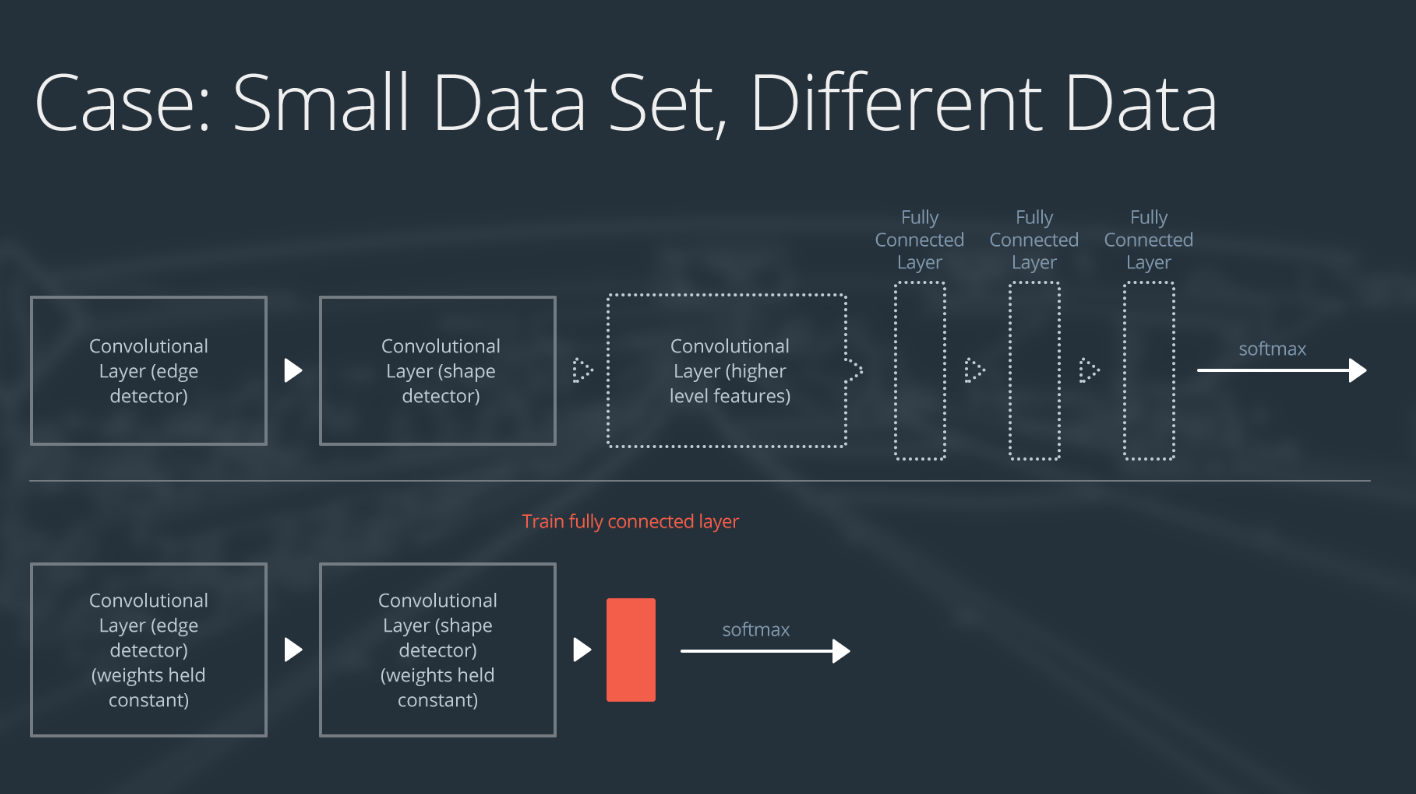 Case: Small Data Set, Different Data
Fully
Connected
Layer
Fully
Connected
Layer
Fully
Connected
Layer
Convolutional
Layer (edge
detector)
Convolutional
Layer (shape
detector)
Convolutional
Layer (higher
level features)
softmax
Train fully connected layer
Convolutional
Layer (edge
detector)
(weights held
constant)
Convolutional
Layer (shape
detector)
(weights held
constant)
softmax